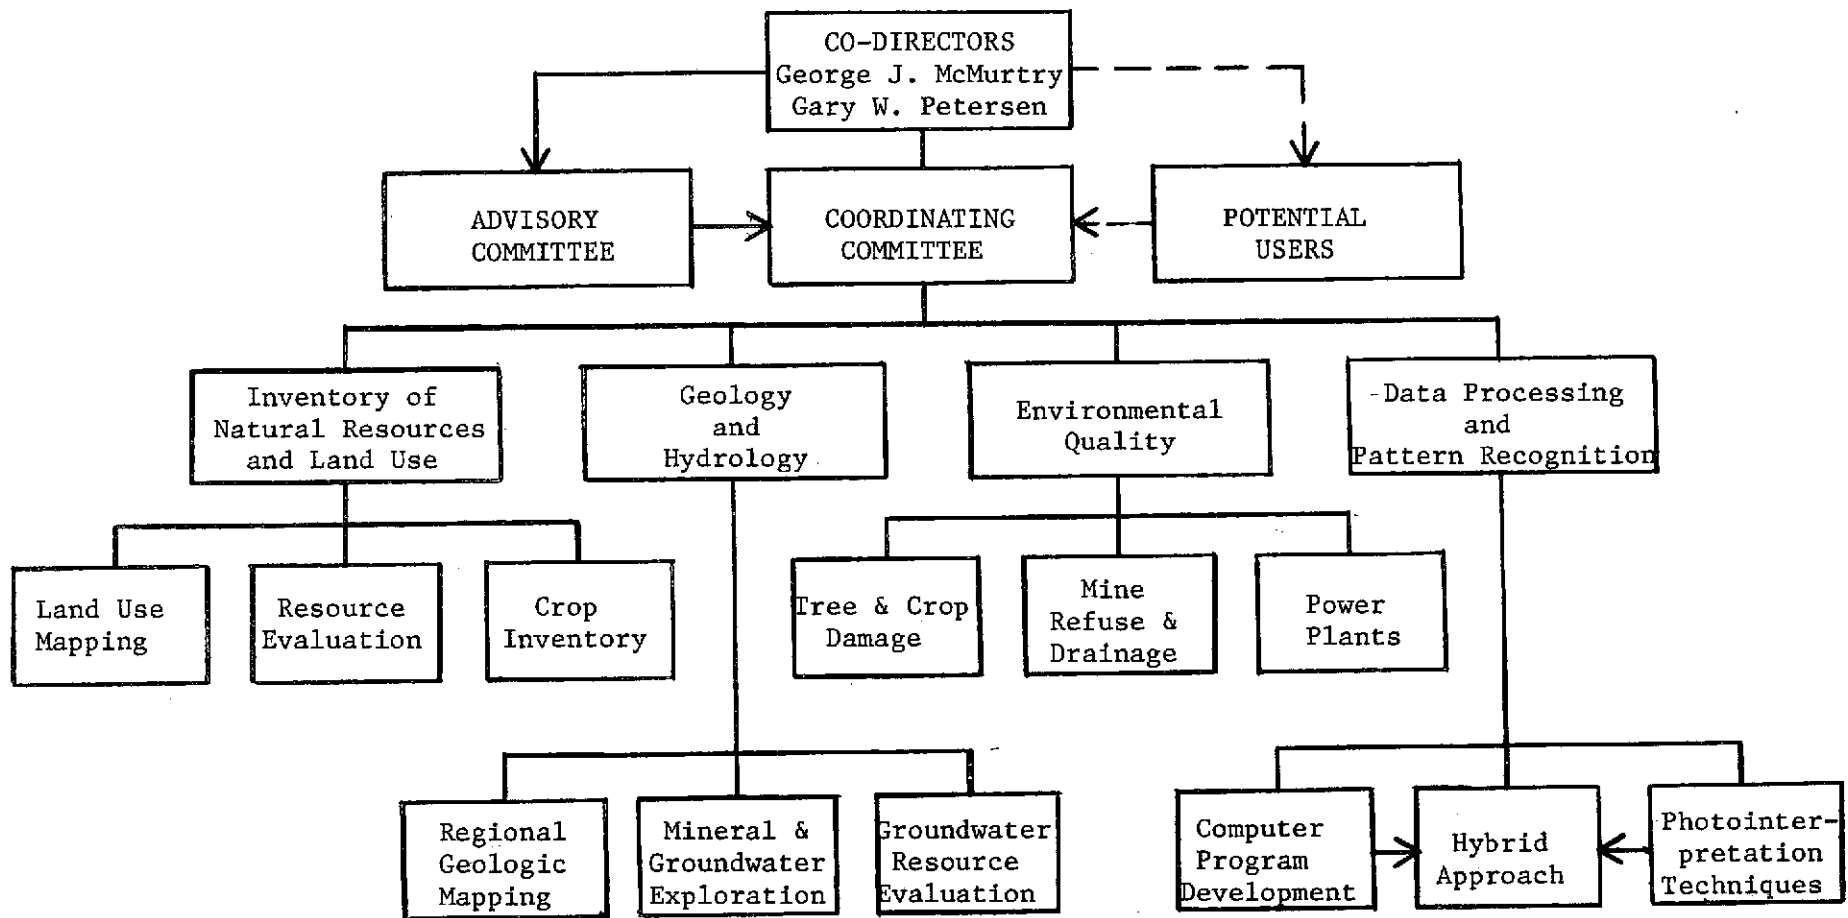 CO-DIRECTORS
George J. McMurtry
Gary W. Petersen
ADVISORY
COMMITTEE
COORDINATING
COMMITTEE
POTENTIAL
USERS
Inventory of
Natural Resources
and Land Use
Geology
and
Hydrology
Environmental
Quality
Data Processing
and
Pattern Recognition
Land Use
Mapping
Resource
Evaluation
Crop
Inventory
Tree & Crop
Damage
Mine
Refuse &
Drainage
Power
Plants
Regional
Geologic
Mapping
Mineral &
Groundwater
Exploration
Groundwater
Resource
Evaluation
Computer
Program
Development
Hybrid
Approach
Photointer-
pretation
Techniques